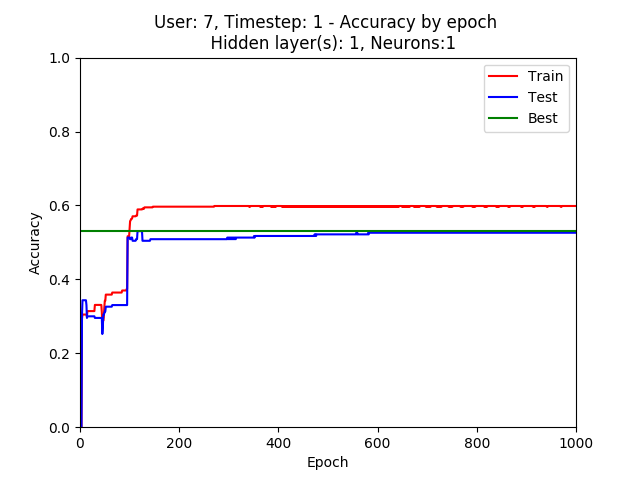 User: 7, Timestep: 1 - Accuracy by epoch
Hidden layer(s): 1, Neurons:1
Train
Test
Best
1.0
0.8
0.6
0.4
0.2
0.0
Accuracy
0
200
400
600
800
1000
Epoch